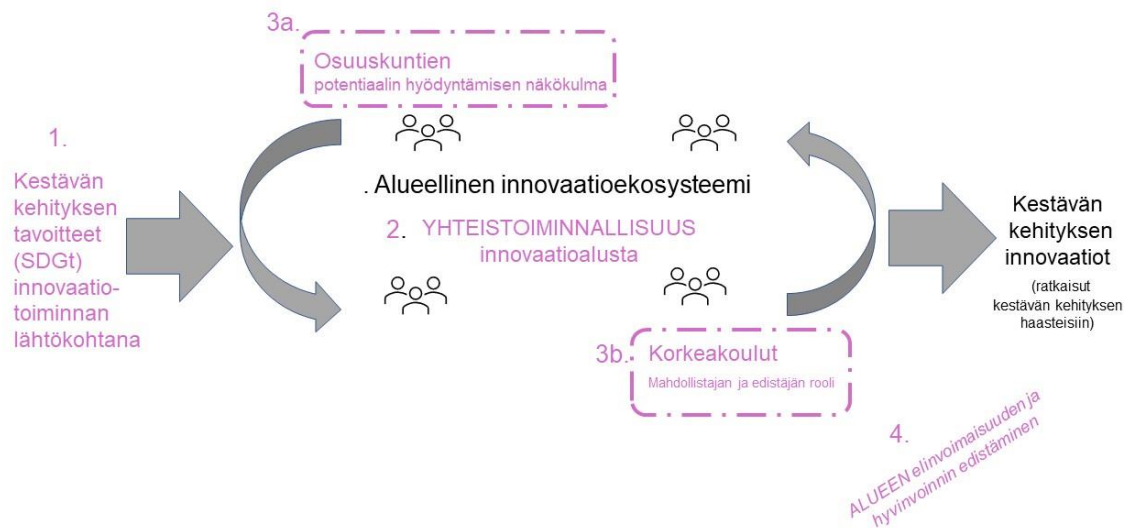 3a.
Osuuskuntien
potentiaalin hyödyntämisen näkökulma
1.
Kestävän
kehityksen
tavoitteet
(SDGt)
innovaatio-
toiminnan
lähtökohtana
. Alueellinen innovaatioekosysteemi
2. YHTEISTOIMINNALLISUUS
innovaatioalusta
3b.
Korkeakoulut
Mahdollistajan ja edistäjän rooli
Kestävän
kehityksen
innovaatiot
(ratkaisut
kestävän kehityksen
haasteisiin)
4.
ALUEEN elinvoimaisuuden ja
hyvinvoinnin edistäminen